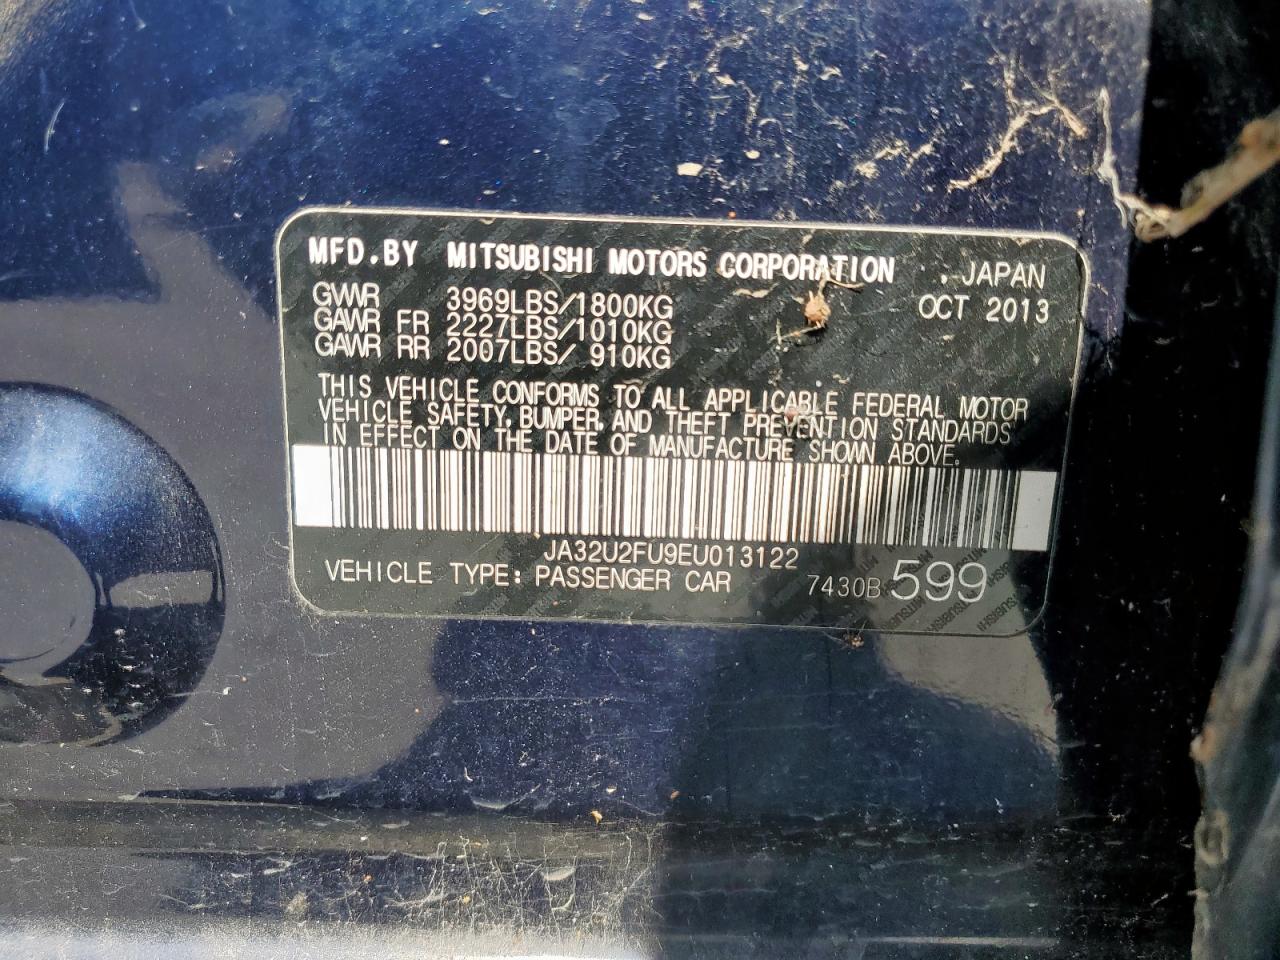 MFD.BY MITSUBISHI MOTORS CORPORATION . JAPAN
GVWR 3969LBS/1800KG OCT 2013
GAWR FR 2227LBS/1010KG
GAWR RR 2007LBS/ 910KG
THIS VEHICLE CONFORMS TO ALL APPLICABLE FEDERAL MOTOR
VEHICLE SAFETY, BUMPER, AND THEFT PREVENTION STANDARDS
IN EFFECT ON THE DATE OF MANUFACTURE SHOWN ABOVE.
JA32U2FU9EU013122
VEHICLE TYPE: PASSENGER CAR 7430B 599